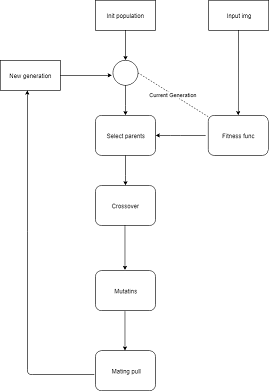 Init population
Input img
New generation
Current Generation
Select parents
Fitness func
Crossover
Mutatins
Mating pull